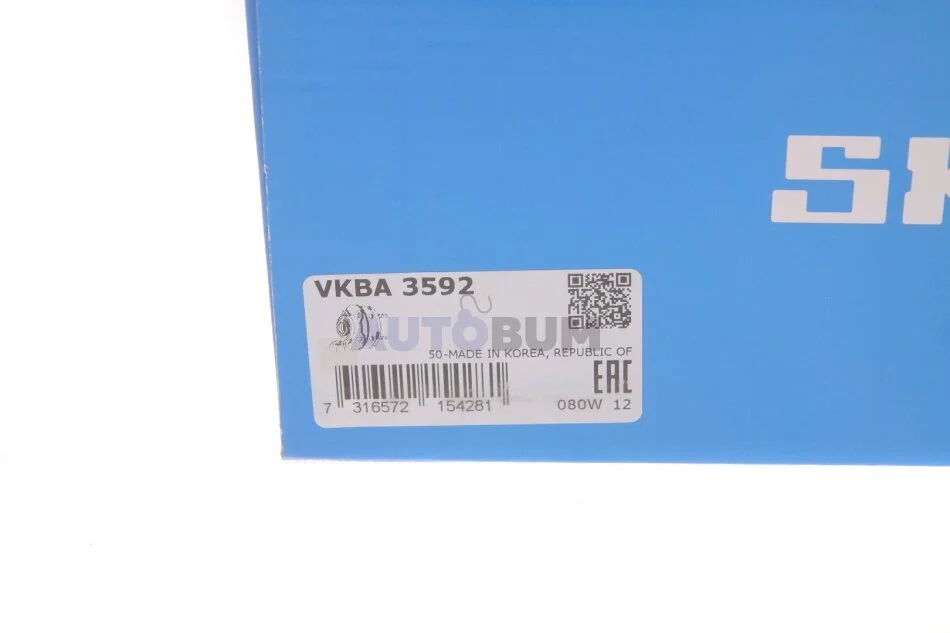 SK
VKBA 3592
AUTOBUM
50-MADE IN KOREA, REPUBLIC OF
EAC
7 316572 154281
080W 12